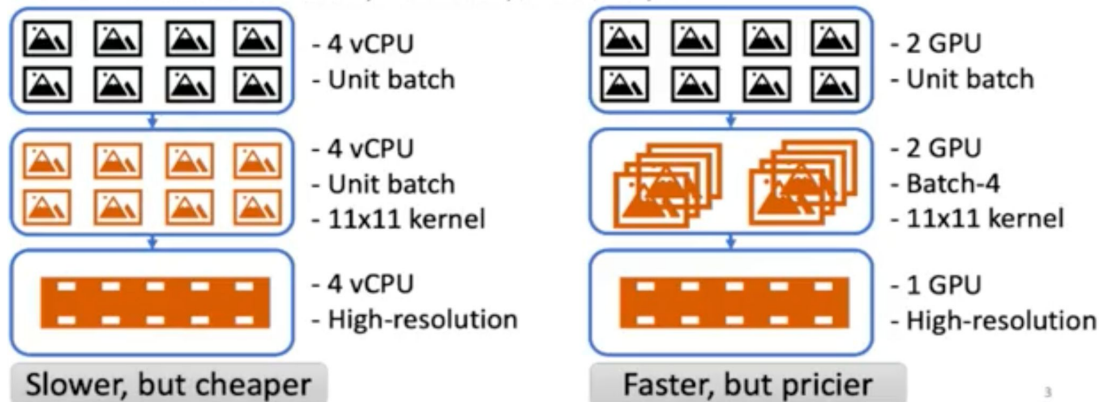 - 4 vCPU
- Unit batch
- 4 vCPU
- Unit batch
- 11x11 kernel
- 4 vCPU
- High-resolution
Slower, but cheaper
- 2 GPU
- Unit batch
- 2 GPU
- Batch-4
- 11x11 kernel
- 1 GPU
- High-resolution
Faster, but pricier
3